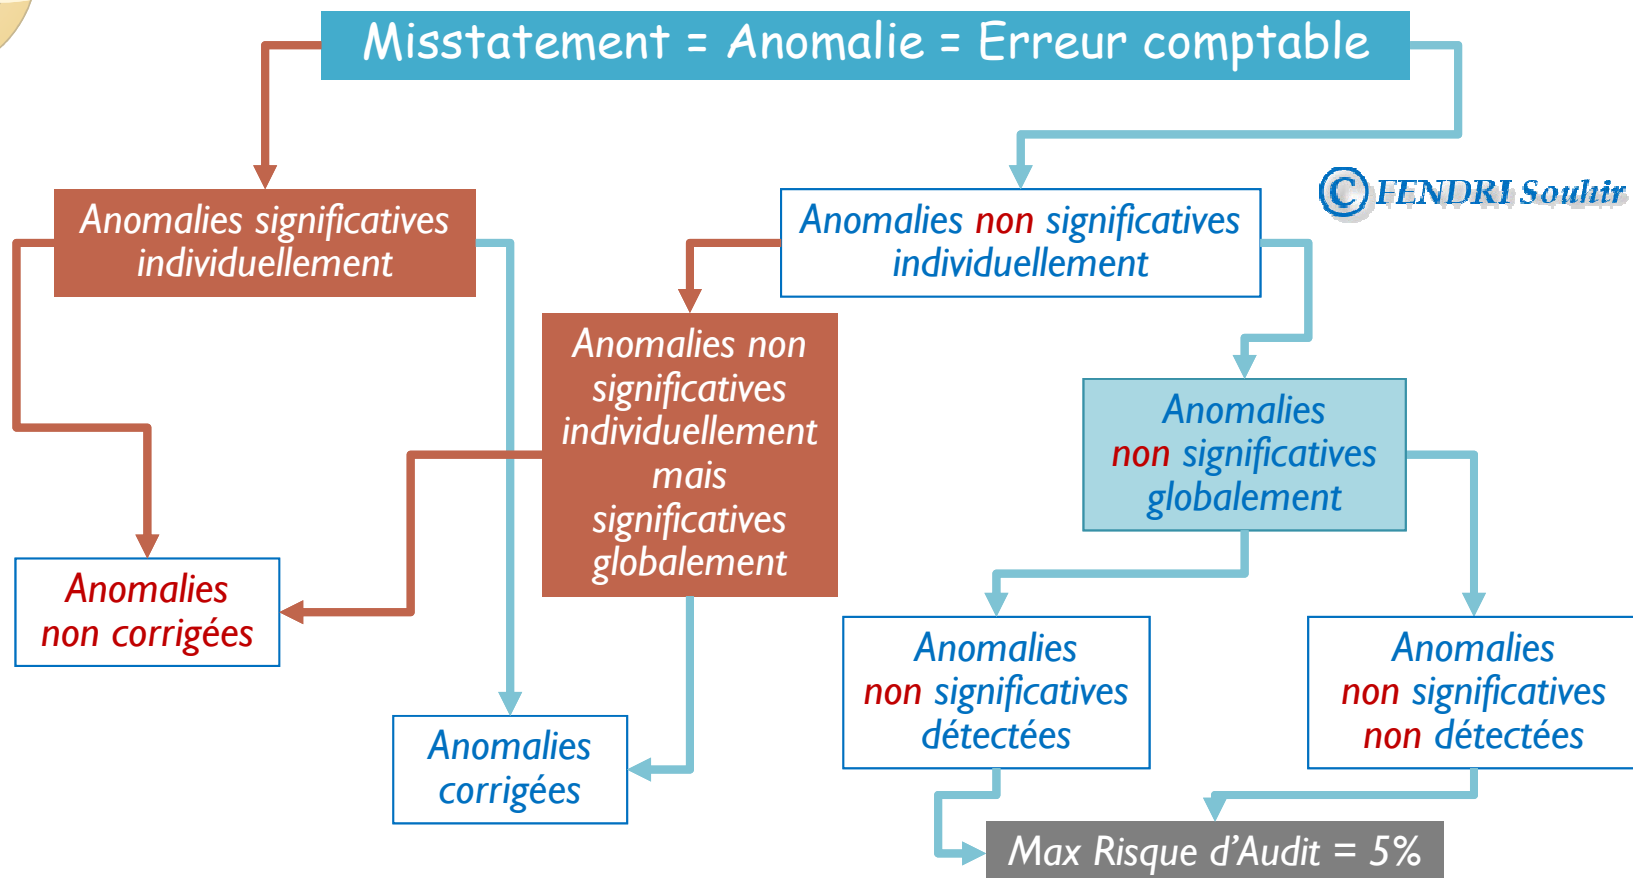 Misstatement = Anomalie = Erreur comptable
© FENDRI Souhir
Anomalies significatives
individuellement
Anomalies non significatives
individuellement
Anomalies non
significatives
individuellement
mais
significatives
globalement
Anomalies
non significatives
globalement
Anomalies
non corrigées
Anomalies
corrigées
Anomalies
non significatives
détectées
Anomalies
non significatives
non détectées
Max Risque d'Audit = 5%